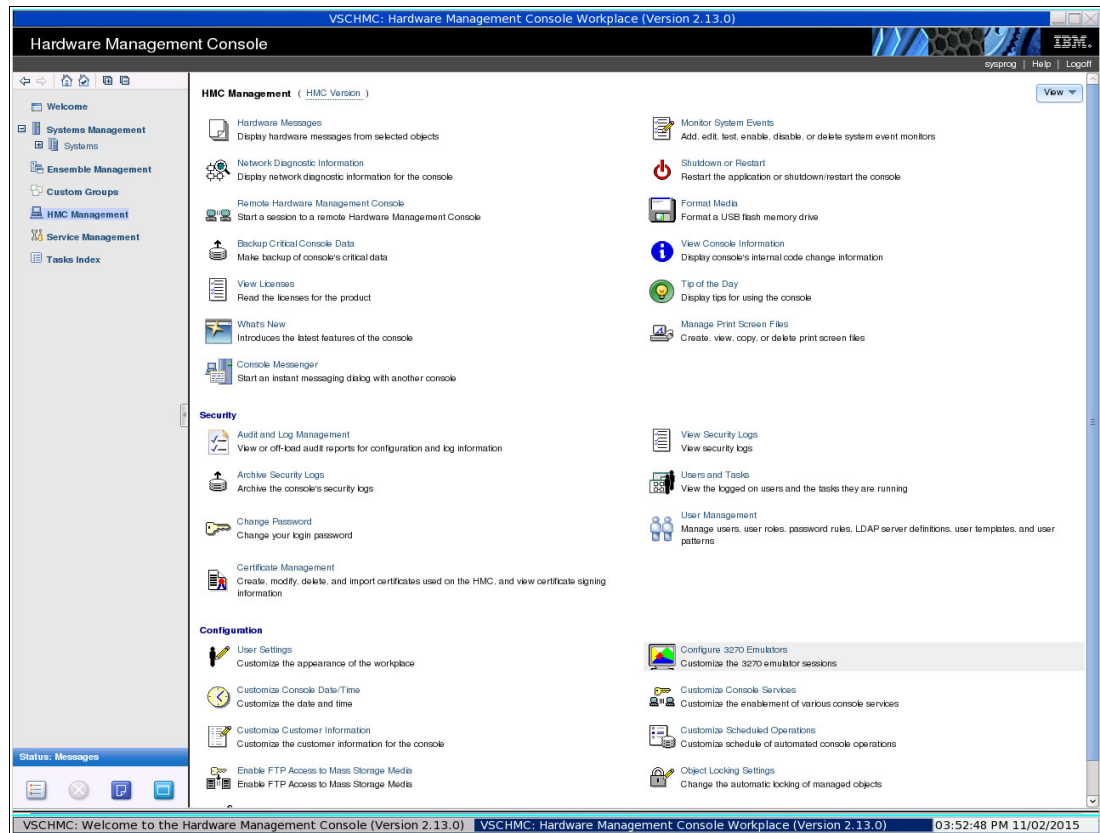 VSCHMC: Hardware Management Console Workplace (Version 2.13.0)
Hardware Management Console
IBM.
sysprog | Help | Logoff
HMC Management ( HMC Version )
View
Welcome
Systems Management
Systems
Ensemble Management
Custom Groups
HMC Management
Service Management
Tasks Index
Hardware Messages
Display hardware messages from selected objects
Monitor System Events
Add, edit, test, enable, disable, or delete system event monitors
Network Diagnostic Information
Display network diagnostic information for the console
Shutdown or Restart
Restart the application or shutdown/restart the console
Remote Hardware Management Console
Start a session to a remote Hardware Management Console
Format Media
Format a USB flash memory drive
Backup Critical Console Data
Make backup of console's critical data
View Console Information
Display console's internal code change information
View Licenses
Read the licenses for the product
Tip of the Day
Display tips for using the console
What's New
Introduces the latest features of the console
Manage Print Screen Files
Create, view, copy, or delete print screen files
Console Messenger
Start an instant messaging dialog with another console
Security
Audit and Log Management
View or off-load audit reports for configuration and log information
View Security Logs
View security logs
Archive Security Logs
Archive the console's security logs
Users and Tasks
View the logged on users and the tasks they are running
Change Password
Change your login password
User Management
Manage users, user roles, password rules, LDAP server definitions, user templates, and user
patterns
Certificate Management
Create, modify, delete, and import certificates used on the HMC, and view certificate signing
information
Configuration
User Settings
Customize the appearance of the workplace
Configure 3270 Emulators
Customize the 3270 emulator sessions
Customize Console Date/Time
Customize the date and time
Customize Console Services
Customize the enablement of various console services
Customize Customer Information
Customize the customer information for the console
Customize Scheduled Operations
Customize schedule of automated console operations
Enable FTP Access to Mass Storage Media
Enable FTP Access to Mass Storage Media
Object Locking Settings
Change the automatic locking of managed objects
Status: Messages
VSCHMC: Welcome to the Hardware Management Console (Version 2.13.0)
VSCHMC: Hardware Management Console Workplace (Version 2.13.0)
03:52:48 PM 11/02/2015